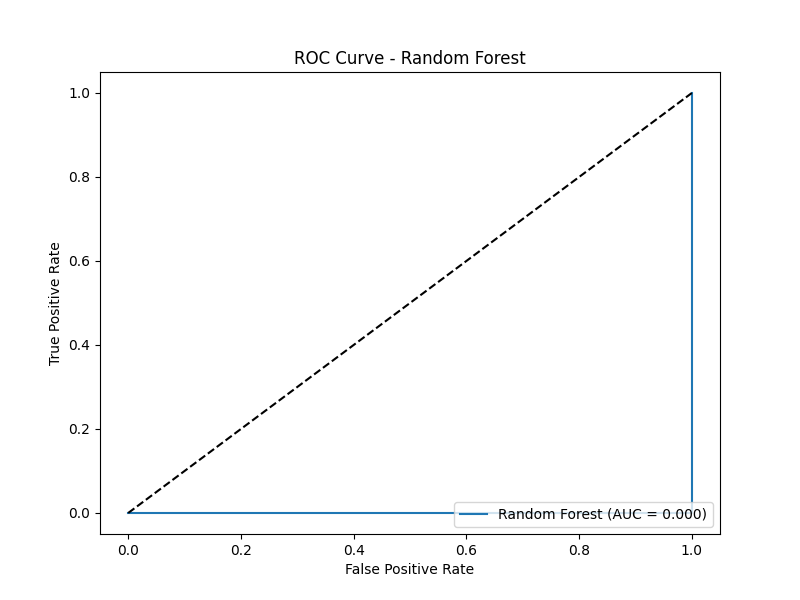 ROC Curve - Random Forest
True Positive Rate
1.0
0.8
0.6
0.4
0.2
0.0
Random Forest (AUC = 0.000)
0.0 0.2 0.4 0.6 0.8 1.0
False Positive Rate